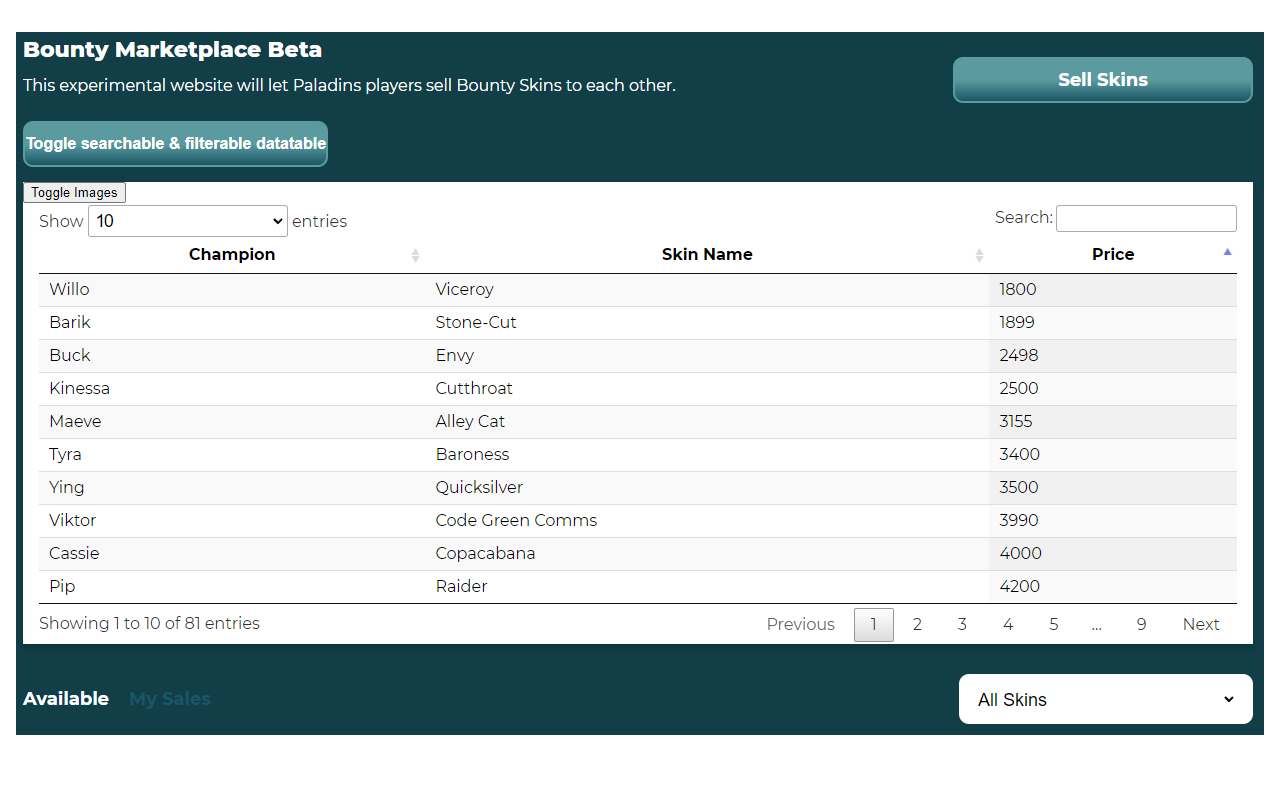 Bounty Marketplace Beta
This experimental website will let Paladins players sell Bounty Skins to each other.
Sell Skins
Toggle searchable & filterable datatable
Toggle Images
Show 10 entries Search:
Champion Skin Name Price
Willo Viceroy 1800
Barik Stone-Cut 1899
Buck Envy 2498
Kinessa Cutthroat 2500
Maeve Alley Cat 3155
Tyra Baroness 3400
Ying Quicksilver 3500
Viktor Code Green Comms 3990
Cassie Copacabana 4000
Pip Raider 4200
Showing 1 to 10 of 81 entries Previous 1 2 3 4 5 … 9 Next
Available My Sales All Skins